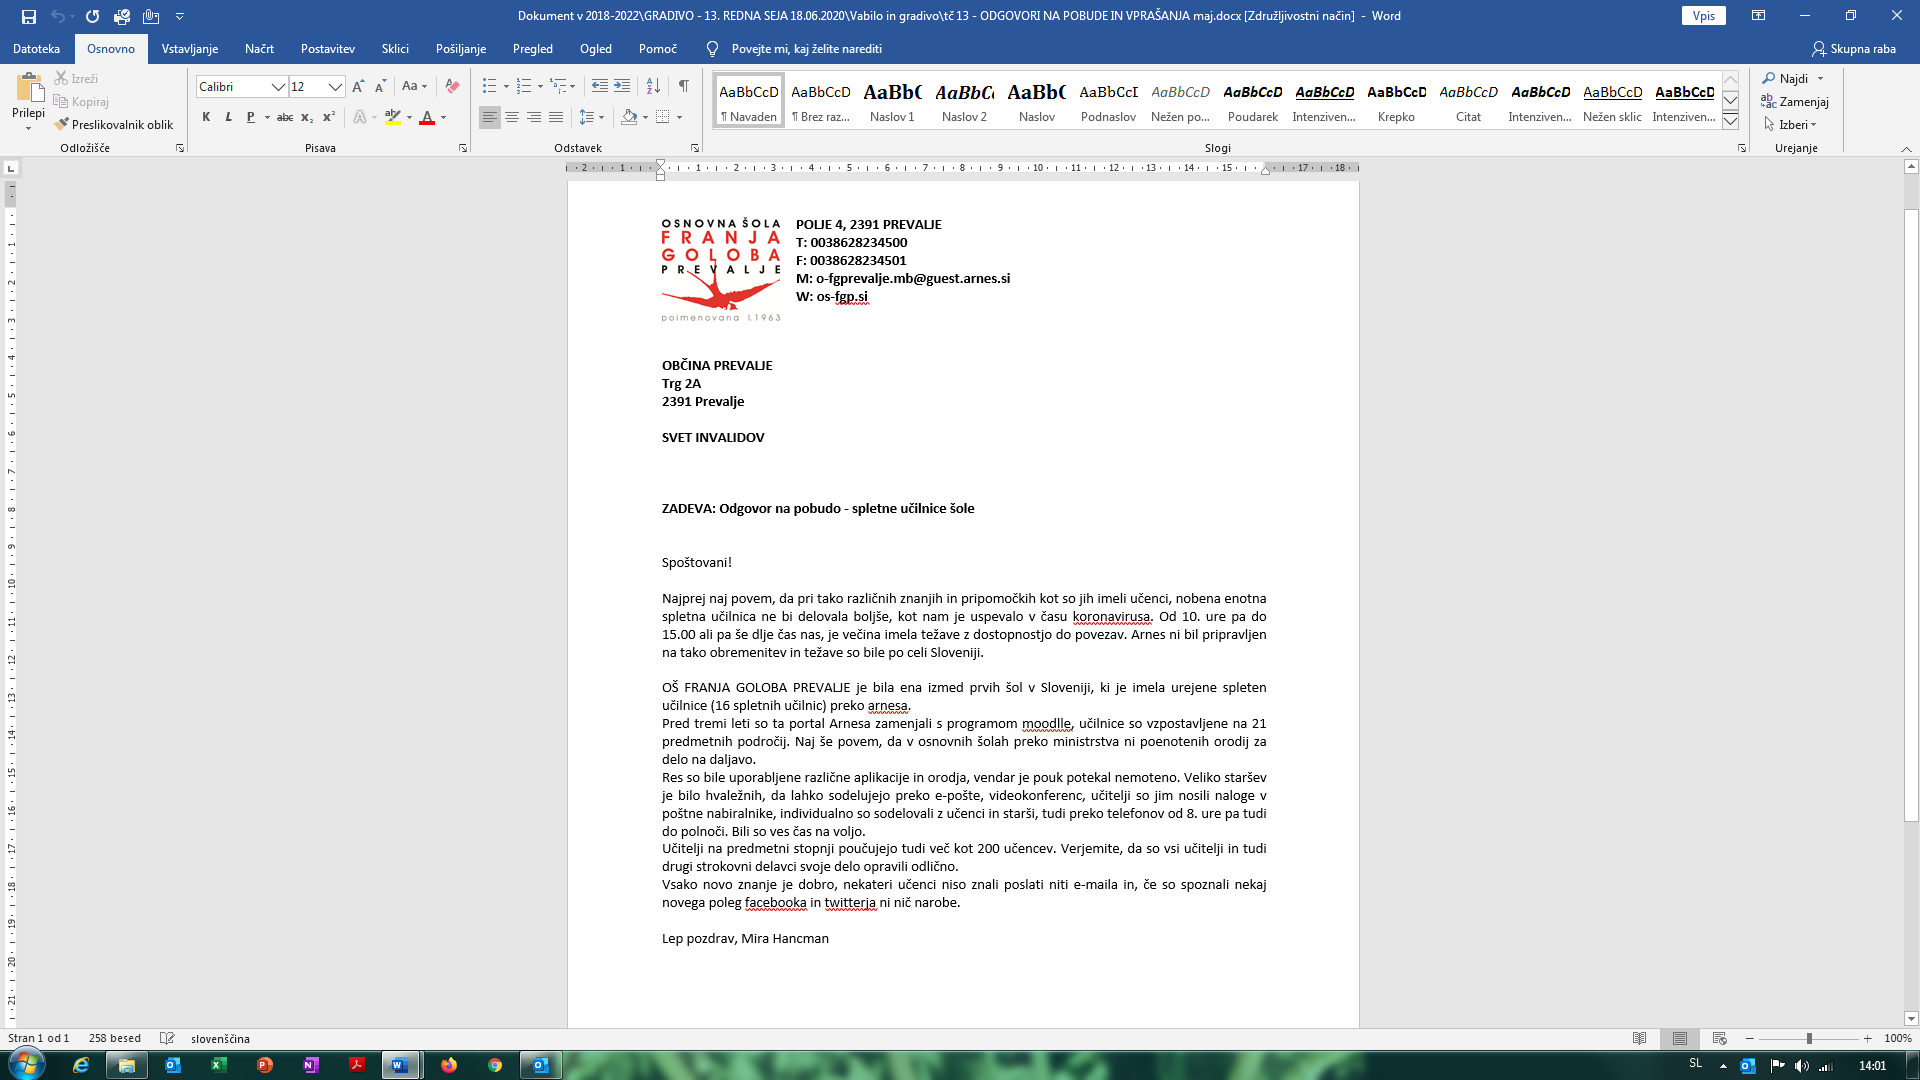 Dokument v 2018-2022\GRADIVO - 13. REDNA SEJA 18.06.2020\Vabilo in gradivo\tč 13 - ODGOVORI NA POBUDE IN VPRAŠANJA maj.docx [Združljivostni način] - Word
Vpis
Datoteka Osnovno Vstavljanje Načrt Postavitev Sklici Pošiljanje Pregled Ogled Pomoč Povejte mi, kaj želite narediti Skupna raba
Prilepi
Izreži
Kopiraj
Preslikovalnik oblik
Odložišče
Calibri 12
K L P abc x₂ x²
Pisava
Odstavek
AaBbCcD AaBbCcD AaBbC AaBbC AaBbC AaBbCcI AaBbCcD AaBbCcD AaBbCcD AaBbCcD AaBbCcD AaBbCcD AaBbCcD AaBbCcD
¶ Navaden ¶ Brez raz... Naslov 1 Naslov 2 Naslov Podnaslov Nežen po... Poudarek Intenziven... Krepko Citat Intenziven... Nežen sklic Intenziven...
Slogi
Najdi
Zamenjaj
Izberi
Urejanje
OSNOVNA ŠOLA
FRANJA
GOLOBA
PREVALJE
poimenovana l.1963
POLJE 4, 2391 PREVALJE
T: 0038628234500
F: 0038628234501
M: o-fgprevalje.mb@guest.arnes.si
W: os-fgp.si
OBČINA PREVALJE
Trg 2A
2391 Prevalje
SVET INVALIDOV
ZADEVA: Odgovor na pobudo - spletne učilnice šole
Spoštovani!
Najprej naj povem, da pri tako različnih znanjih in pripomočkih kot so jih imeli učenci, nobena enotna
spletna učilnica ne bi delovala boljše, kot nam je uspevalo v času koronavirusa. Od 10. ure pa do
15.00 ali pa še dlje čas nas, je večina imela težave z dostopnostjo do povezav. Arnes ni bil pripravljen
na tako obremenitev in težave so bile po celi Sloveniji.
OŠ FRANJA GOLOBA PREVALJE je bila ena izmed prvih šol v Sloveniji, ki je imela urejene spleten
učilnice (16 spletnih učilnic) preko arnesa.
Pred tremi leti so ta portal Arnesa zamenjali s programom moodlle, učilnice so vzpostavljene na 21
predmetnih področij. Naj še povem, da v osnovnih šolah preko ministrstva ni poenotenih orodij za
delo na daljavo.
Res so bile uporabljene različne aplikacije in orodja, vendar je pouk potekal nemoteno. Veliko staršev
je bilo hvaležnih, da lahko sodelujejo preko e-pošte, videokonferenc, učitelji so jim nosili naloge v
poštne nabiralnike, individualno so sodelovali z učenci in starši, tudi preko telefonov od 8. ure pa tudi
do polnoči. Bili so ves čas na voljo.
Učitelji na predmetni stopnji poučujejo tudi več kot 200 učencev. Verjemite, da so vsi učitelji in tudi
drugi strokovni delavci svoje delo opravili odlično.
Vsako novo znanje je dobro, nekateri učenci niso znali poslati niti e-maila in, če so spoznali nekaj
novega poleg facebooka in twitterja ni nič narobe.
Lep pozdrav, Mira Hancman
Stran 1 od 1 258 besed slovenščina 100%
SL 14:01